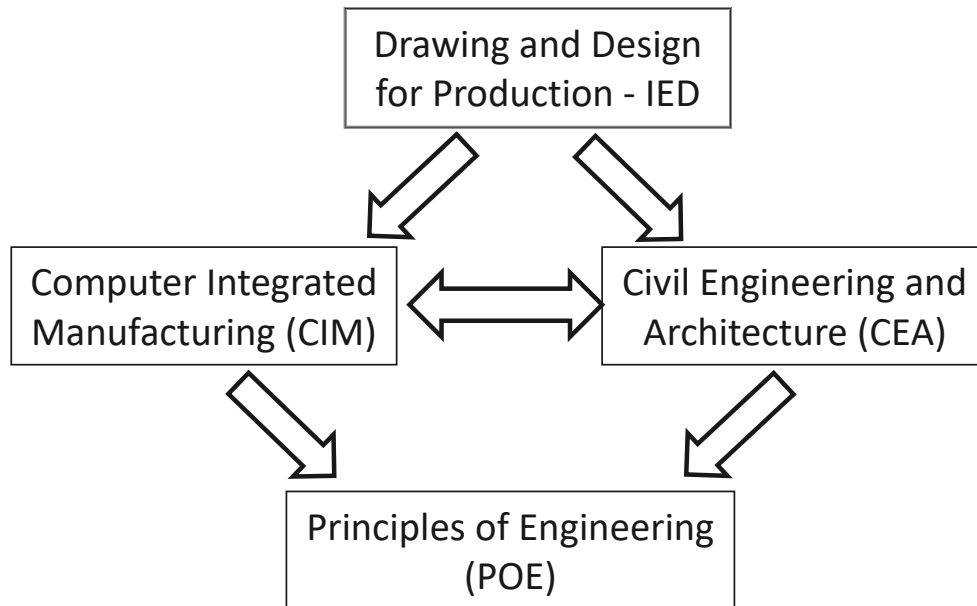 Drawing and Design
for Production - IED
Computer Integrated
Manufacturing (CIM)
Civil Engineering and
Architecture (CEA)
Principles of Engineering
(POE)